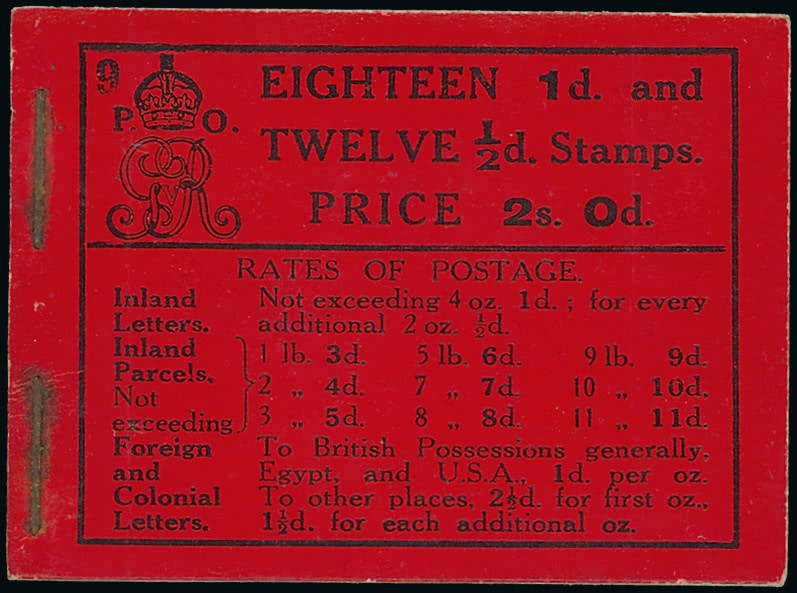 9
P. O.
GRV
EIGHTEEN 1d. and
TWELVE ½d. Stamps.
PRICE 2s. 0d.
RATES OF POSTAGE.
Inland Letters. Not exceeding 4 oz. 1d. ; for every
additional 2 oz. ½d.
Inland Parcels, Not exceeding
1 lb. 3d. 5 lb. 6d. 9 lb. 9d.
2 „ 4d. 7 „ 7d. 10 „ 10d.
3 „ 5d. 8 „ 8d. 11 „ 11d.
Foreign and Colonial Letters. To British Possessions generally,
Egypt, and U.S.A., 1d. per oz.
To other places, 2½d. for first oz.,
1½d. for each additional oz.